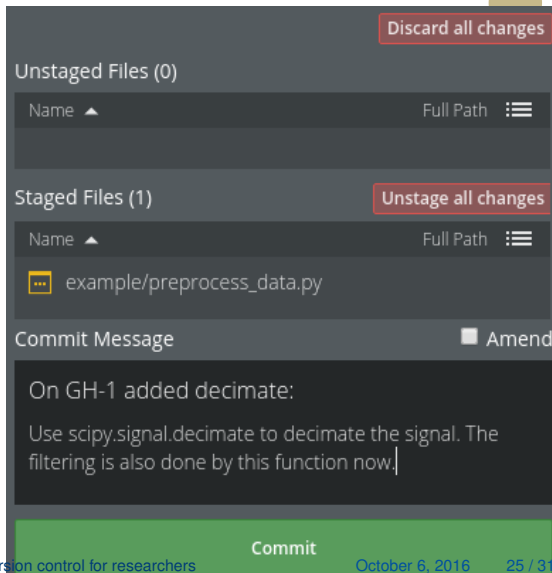 Discard all changes
Unstaged Files (0)
Name Full Path
Staged Files (1) Unstage all changes
Name Full Path
example/preprocess_data.py
Commit Message Amend
On GH-1 added decimate:
Use scipy.signal.decimate to decimate the signal. The
filtering is also done by this function now.
Commit
rsion control for researchers October 6, 2016 25 / 31